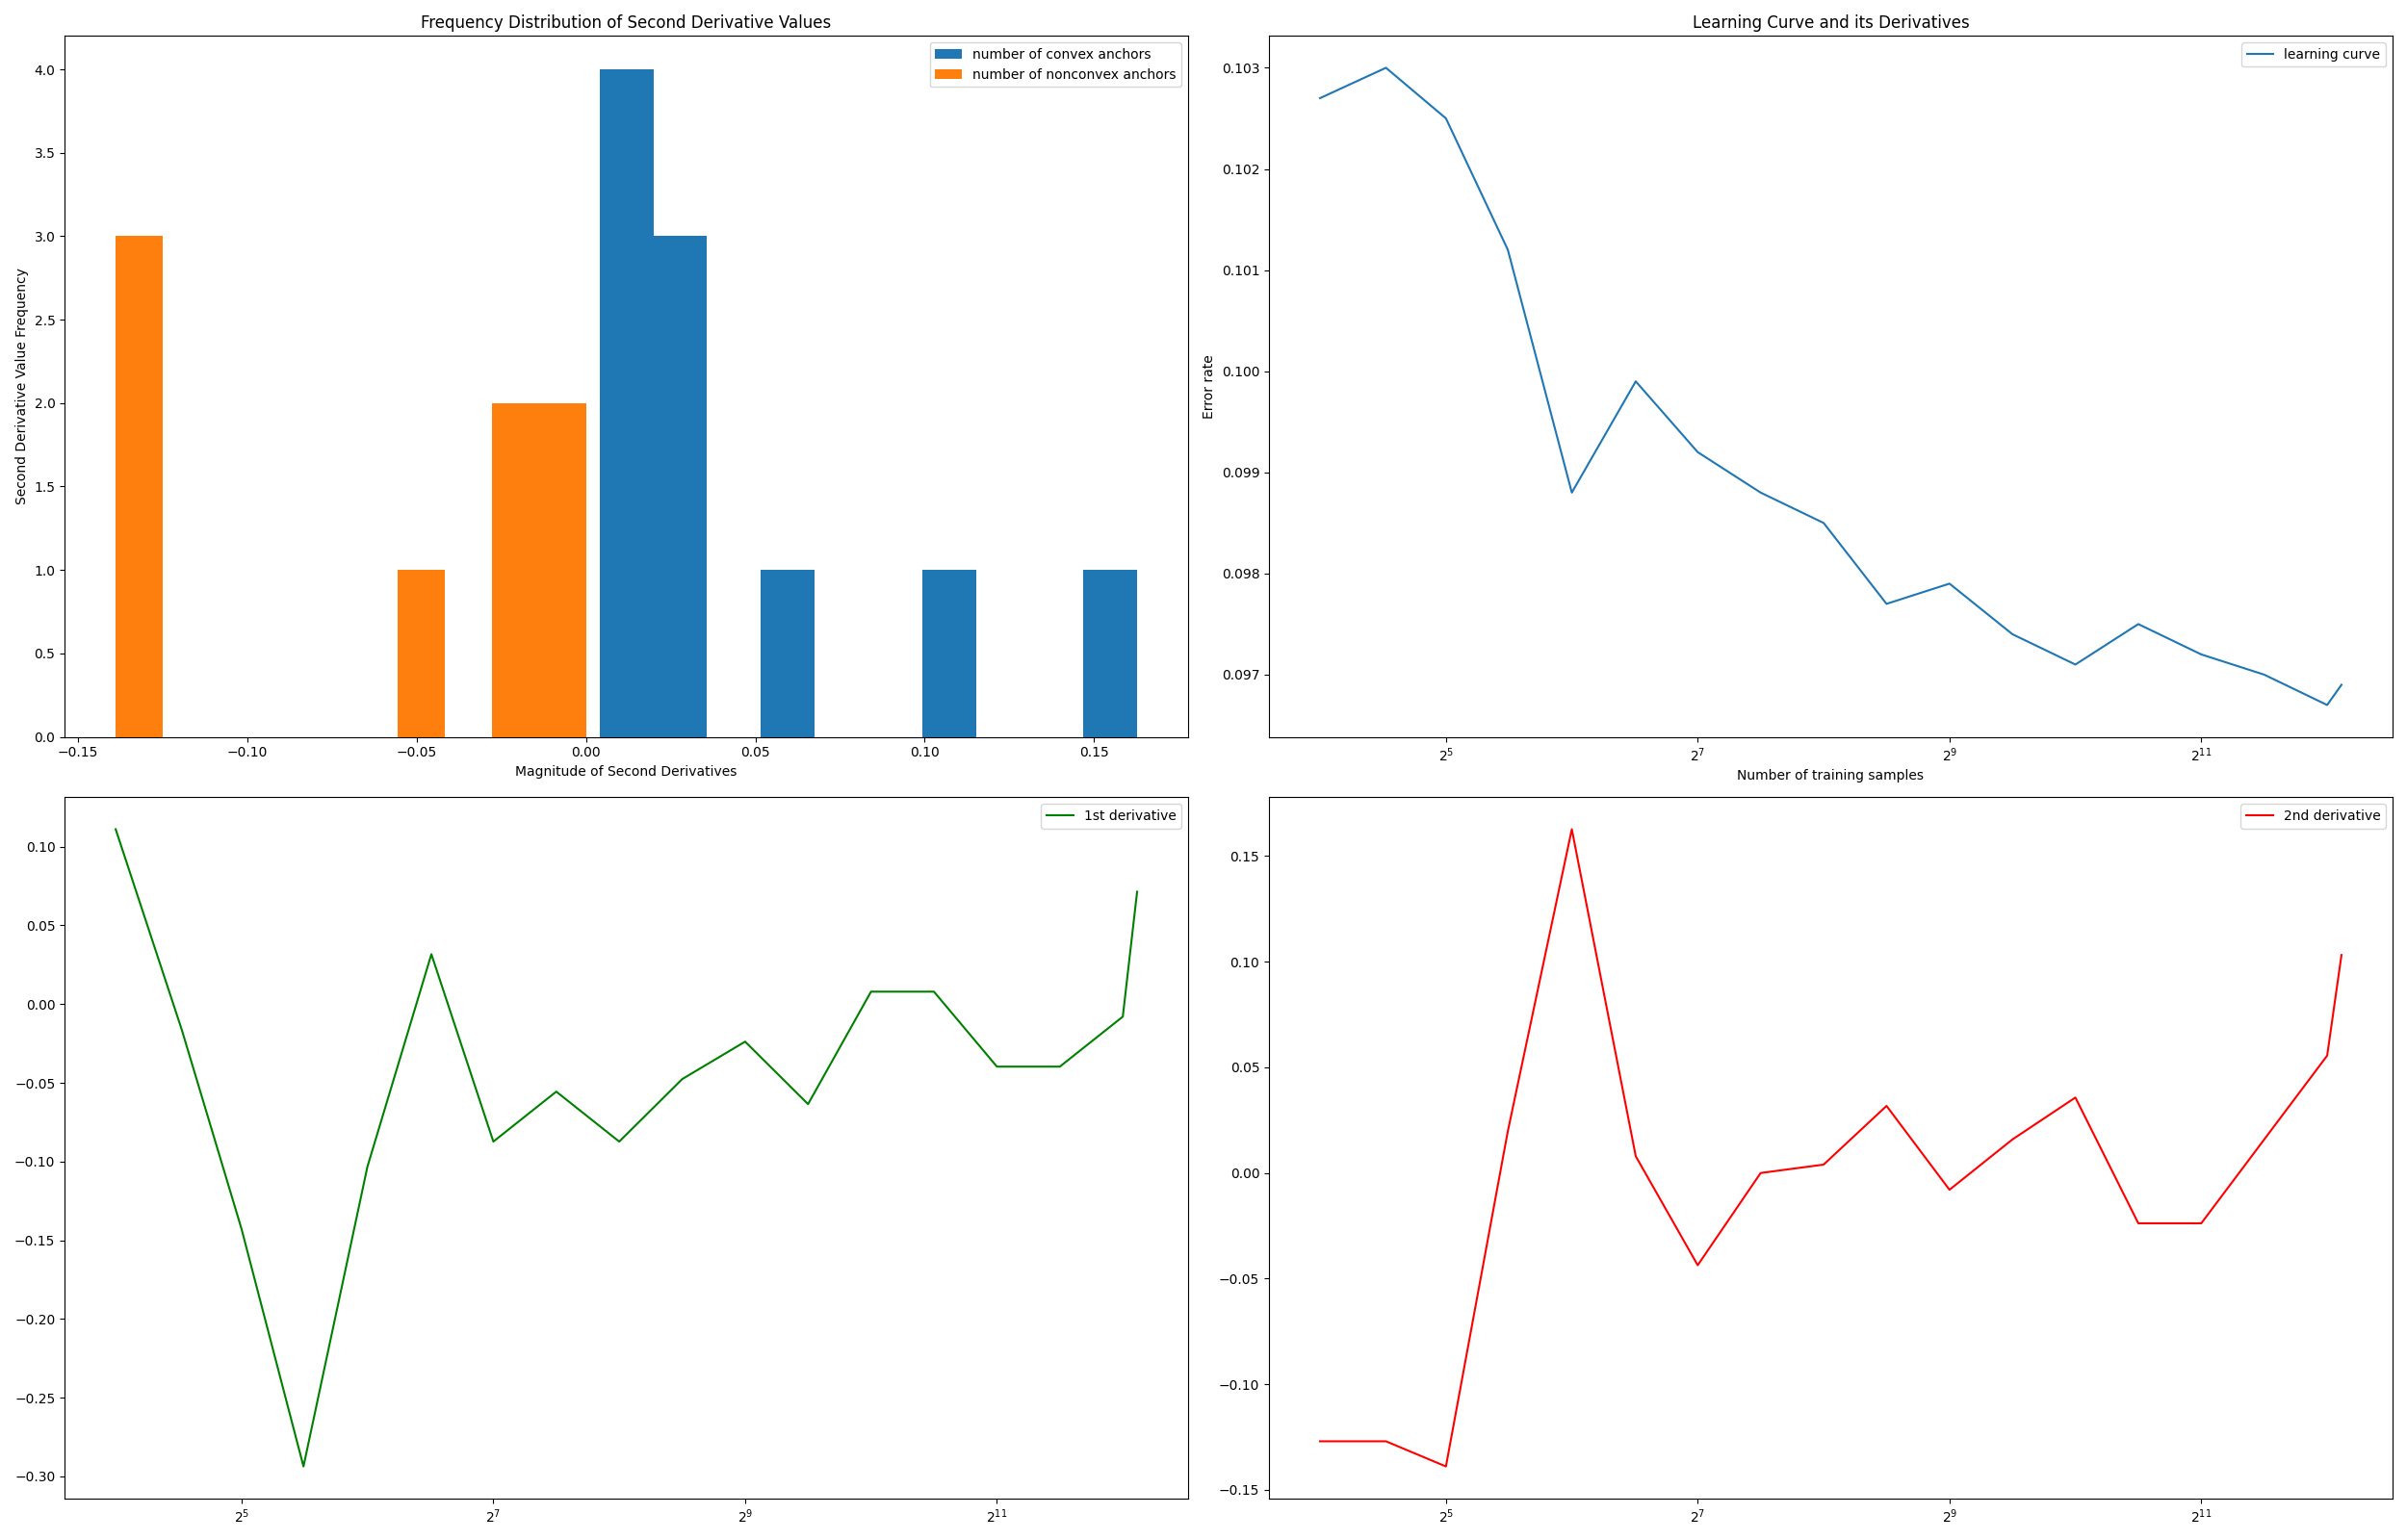 Frequency Distribution of Second Derivative Values
number of convex anchors
number of nonconvex anchors
Second Derivative Value Frequency
4.0
3.5
3.0
2.5
2.0
1.5
1.0
0.5
0.0
−0.15 −0.10 −0.05 0.00 0.05 0.10 0.15
Magnitude of Second Derivatives
Learning Curve and its Derivatives
learning curve
Error rate
0.103
0.102
0.101
0.100
0.099
0.098
0.097
2⁵ 2⁷ 2⁹ 2¹¹
Number of training samples
1st derivative
0.10
0.05
0.00
−0.05
−0.10
−0.15
−0.20
−0.25
−0.30
2⁵ 2⁷ 2⁹ 2¹¹
2nd derivative
0.15
0.10
0.05
0.00
−0.05
−0.10
−0.15
2⁵ 2⁷ 2⁹ 2¹¹